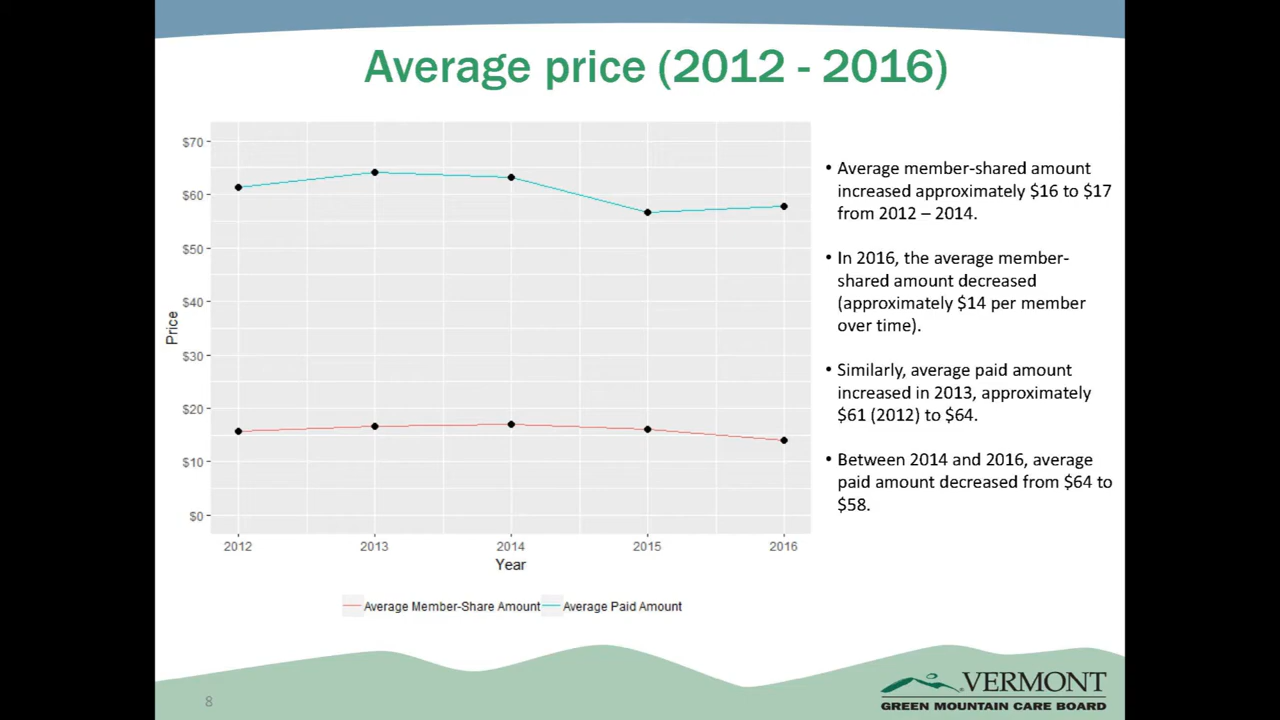 Average price (2012 - 2016)
$70
$60
$50
$40
$30
$20
$10
$0
Price
2012 2013 2014 2015 2016
Year
Average Member-Share Amount Average Paid Amount
• Average member-shared amount
increased approximately $16 to $17
from 2012 – 2014.
• In 2016, the average member-
shared amount decreased
(approximately $14 per member
over time).
• Similarly, average paid amount
increased in 2013, approximately
$61 (2012) to $64.
• Between 2014 and 2016, average
paid amount decreased from $64 to
$58.
8
VERMONT
GREEN MOUNTAIN CARE BOARD